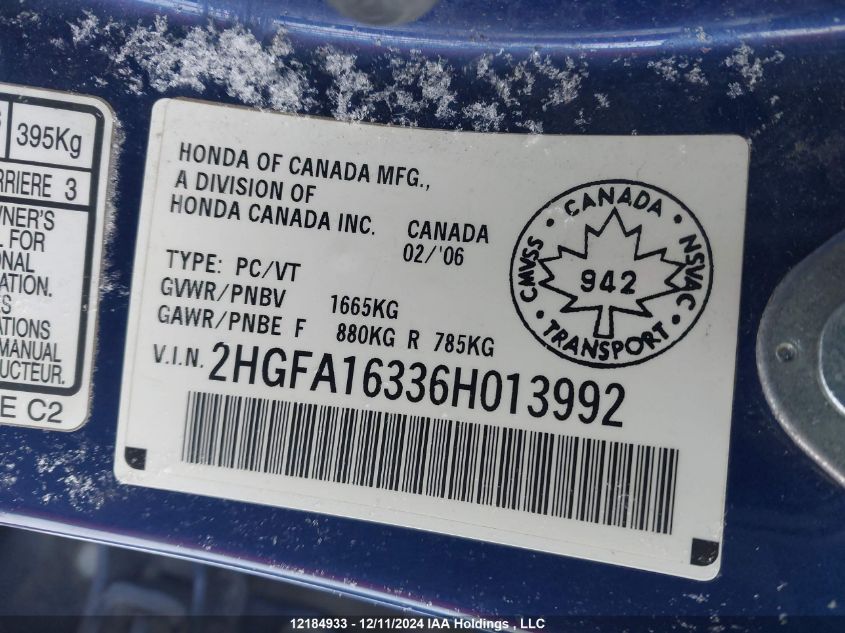 395Kg
RRIERE 3
WNER'S
L FOR
ONAL
ATION.
ES
ATIONS
MANUAL
UCTEUR.
E C2
HONDA OF CANADA MFG.,
A DIVISION OF
HONDA CANADA INC. CANADA
02/'06
TYPE: PC/VT
GVWR/PNBV 1665KG
GAWR/PNBE F 880KG R 785KG
V.I.N. 2HGFA16336H013992
CANADA
CMVSS
NSVAC
942
TRANSPORT
12184933 - 12/11/2024 IAA Holdings , LLC